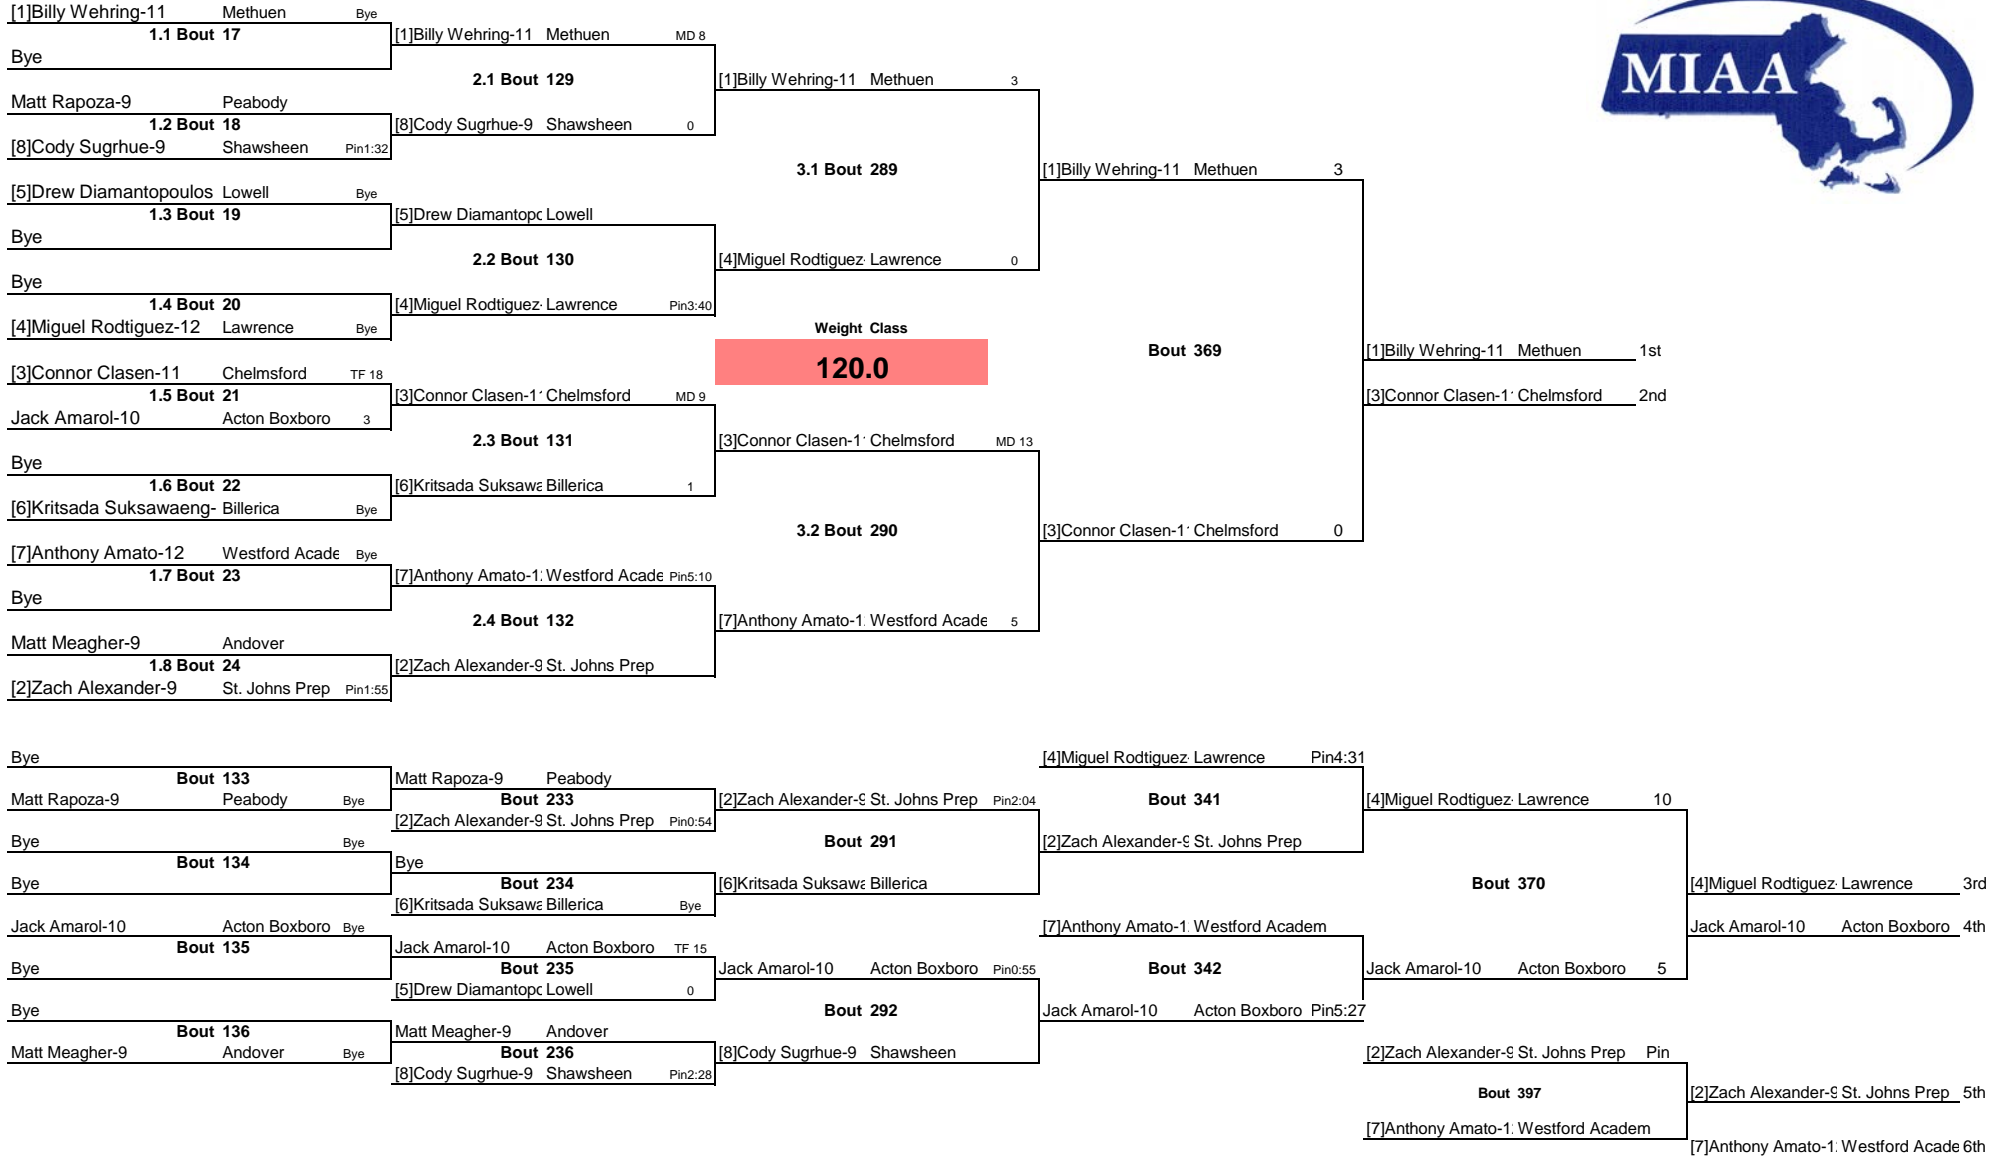 [1]Billy Wehring-11 Methuen Bye
1.1 Bout 17
Bye
[1]Billy Wehring-11 Methuen MD 8
2.1 Bout 129
[1]Billy Wehring-11 Methuen 3
MIAA
Matt Rapoza-9 Peabody
1.2 Bout 18
[8]Cody Sugrhue-9 Shawsheen 0
[8]Cody Sugrhue-9 Shawsheen Pin1:32
3.1 Bout 289
[1]Billy Wehring-11 Methuen 3
[5]Drew Diamantopoulos Lowell Bye
1.3 Bout 19
[5]Drew Diamantopo Lowell
Bye
2.2 Bout 130
[4]Miguel Rodtiguez- Lawrence 0
Bye
1.4 Bout 20
[4]Miguel Rodtiguez- Lawrence Pin3:40
[4]Miguel Rodtiguez-12 Lawrence Bye
Weight Class
120.0
Bout 369
[1]Billy Wehring-11 Methuen 1st
[3]Connor Clasen-11 Chelmsford TF 18
1.5 Bout 21
[3]Connor Clasen-1 Chelmsford MD 9
[3]Connor Clasen-1 Chelmsford 2nd
Jack Amarol-10 Acton Boxboro 3
2.3 Bout 131
[3]Connor Clasen-1 Chelmsford MD 13
Bye
1.6 Bout 22
[6]Kritsada Suksawa Billerica 1
[6]Kritsada Suksawaeng- Billerica Bye
3.2 Bout 290
[3]Connor Clasen-1 Chelmsford 0
[7]Anthony Amato-12 Westford Acade Bye
1.7 Bout 23
[7]Anthony Amato-1 Westford Acade Pin5:10
Bye
2.4 Bout 132
[7]Anthony Amato-1 Westford Acade 5
Matt Meagher-9 Andover
1.8 Bout 24
[2]Zach Alexander-9 St. Johns Prep
[2]Zach Alexander-9 St. Johns Prep Pin1:55
Bye
Bout 133
Matt Rapoza-9 Peabody Bye
Matt Rapoza-9 Peabody
Bout 233
[2]Zach Alexander-9 St. Johns Prep Pin0:54
[2]Zach Alexander-9 St. Johns Prep Pin2:04
[4]Miguel Rodtiguez- Lawrence Pin4:31
Bout 341
[4]Miguel Rodtiguez- Lawrence 10
Bye Bye
Bout 134
Bye
Bye
Bout 234
[6]Kritsada Suksawa Billerica Bye
Bout 291
[6]Kritsada Suksawa Billerica
[2]Zach Alexander-9 St. Johns Prep
Bout 370
[4]Miguel Rodtiguez- Lawrence 3rd
Jack Amarol-10 Acton Boxboro Bye
Bout 135
Bye
Jack Amarol-10 Acton Boxboro TF 15
Bout 235
[5]Drew Diamantopo Lowell 0
Jack Amarol-10 Acton Boxboro Pin0:55
[7]Anthony Amato-1 Westford Academ
Bout 342
Jack Amarol-10 Acton Boxboro 5
Jack Amarol-10 Acton Boxboro 4th
Bye
Bout 136
Matt Meagher-9 Andover Bye
Matt Meagher-9 Andover
Bout 236
[8]Cody Sugrhue-9 Shawsheen Pin2:28
Bout 292
[8]Cody Sugrhue-9 Shawsheen
Jack Amarol-10 Acton Boxboro Pin5:27
[2]Zach Alexander-9 St. Johns Prep Pin
Bout 397
[2]Zach Alexander-9 St. Johns Prep 5th
[7]Anthony Amato-1 Westford Academ
[7]Anthony Amato-1 Westford Acade 6th